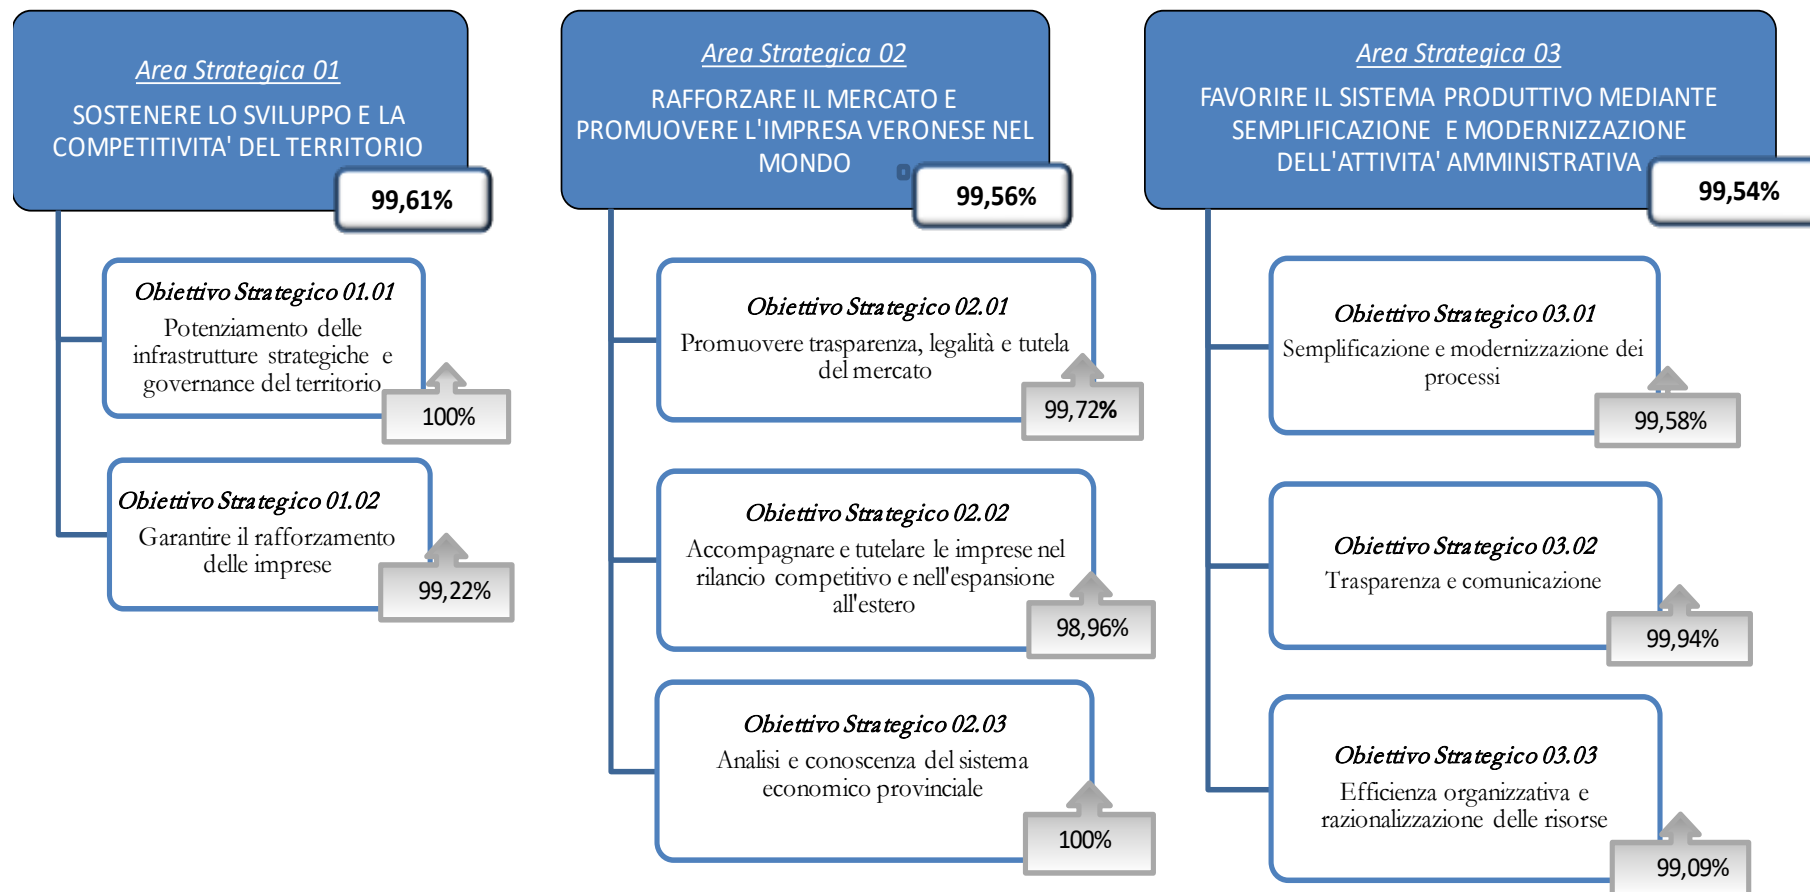 Area Strategica 01
SOSTENERE LO SVILUPPO E LA
COMPETITIVITA' DEL TERRITORIO
99,61%
Obiettivo Strategico 01.01
Potenziamento delle
infrastrutture strategiche e
governance del territorio
100%
Obiettivo Strategico 01.02
Garantire il rafforzamento
delle imprese
99,22%
Area Strategica 02
RAFFORZARE IL MERCATO E
PROMUOVERE L'IMPRESA VERONESE NEL
MONDO
99,56%
Obiettivo Strategico 02.01
Promuovere trasparenza, legalità e tutela
del mercato
99,72%
Obiettivo Strategico 02.02
Accompagnare e tutelare le imprese nel
rilancio competitivo e nell'espansione
all'estero
98,96%
Obiettivo Strategico 02.03
Analisi e conoscenza del sistema
economico provinciale
100%
Area Strategica 03
FAVORIRE IL SISTEMA PRODUTTIVO MEDIANTE
SEMPLIFICAZIONE E MODERNIZZAZIONE
DELL'ATTIVITA' AMMINISTRATIVA
99,54%
Obiettivo Strategico 03.01
Semplificazione e modernizzazione dei
processi
99,58%
Obiettivo Strategico 03.02
Trasparenza e comunicazione
99,94%
Obiettivo Strategico 03.03
Efficienza organizzativa e
razionalizzazione delle risorse
99,09%